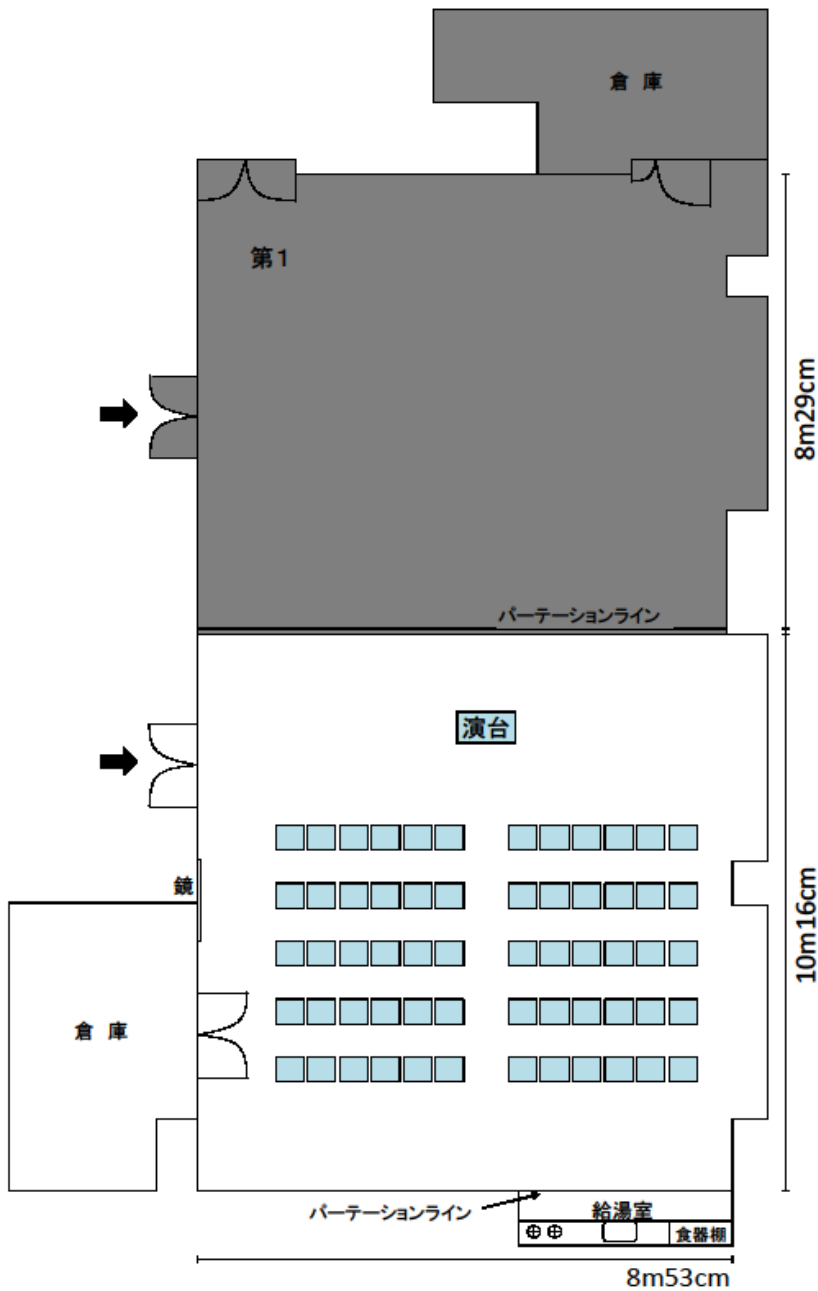 倉 庫
第1
8m29cm
パーテーションライン
演台
鏡
10m16cm
倉 庫
パーテーションライン
給湯室
食器棚
8m53cm